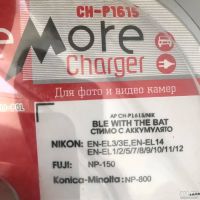 CH-P1615
More
Charger
Для фото и видео камер
AP CH-P1615/NIK
BLE WITH THE BAT
СТИМО С АККУМУЛЯТО
NIKON: EN-EL3/3E,EN-EL14
EN-EL1/2/5/7/8/9/10/11/12
FUJI: NP-150
Konica-Minolta: NP-800